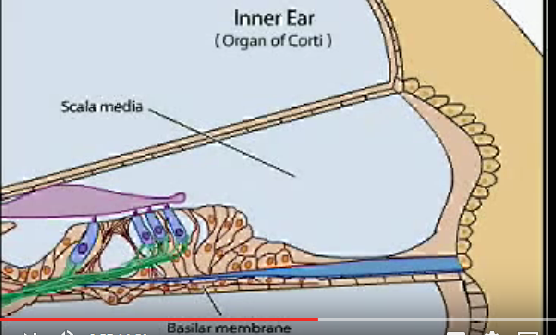 Inner Ear
( Organ of Corti )
Scala media
Basilar membrane